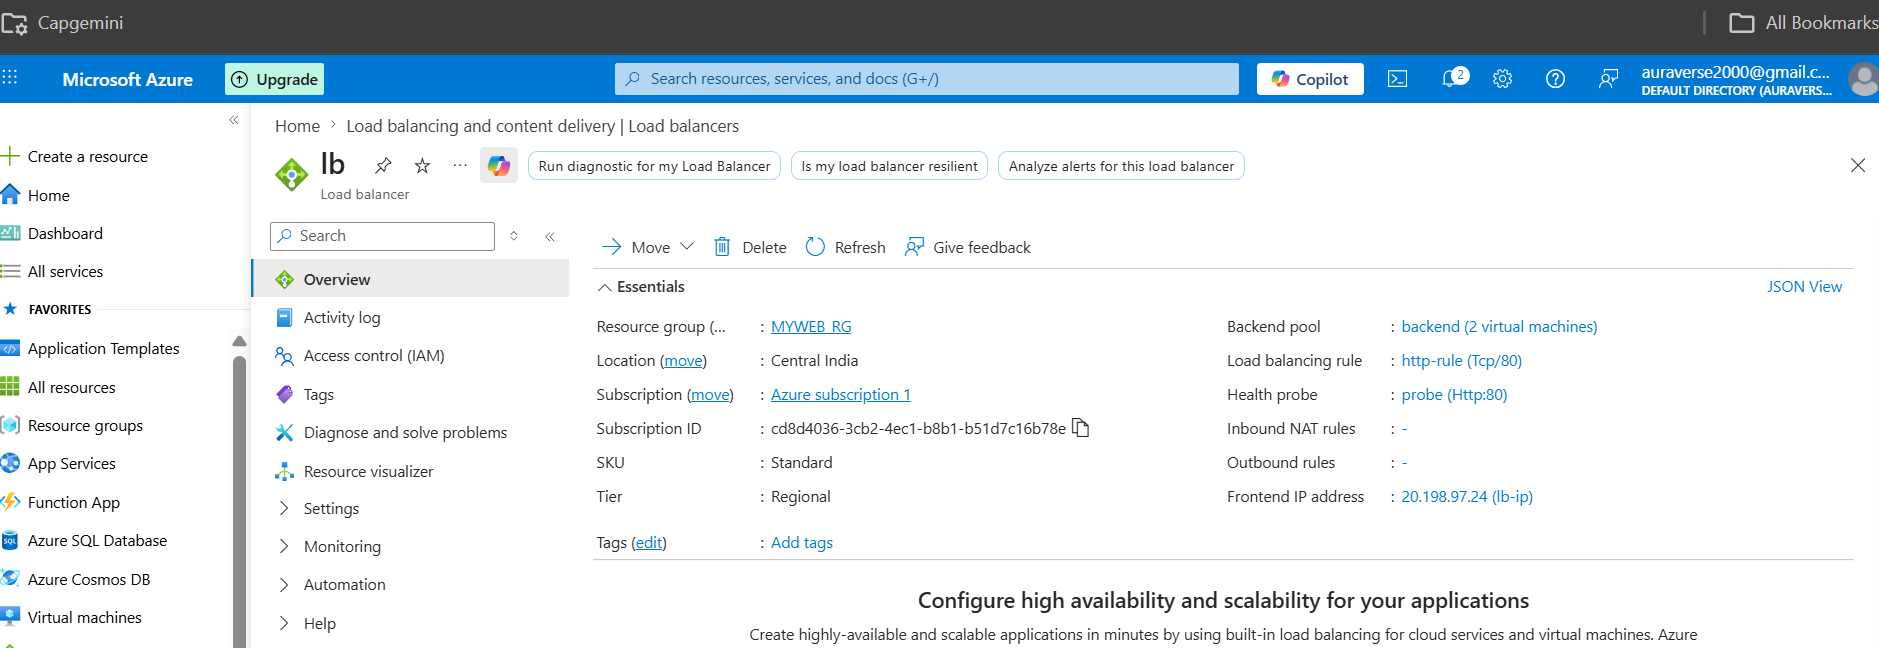 Capgemini
All Bookmarks
Microsoft Azure
Upgrade
Search resources, services, and docs (G+/)
Copilot
2
auraverse2000@gmail.c...
DEFAULT DIRECTORY (AURAVERS...
Create a resource
Home
Dashboard
All services
FAVORITES
Application Templates
All resources
Resource groups
App Services
Function App
Azure SQL Database
Azure Cosmos DB
Virtual machines
Home > Load balancing and content delivery | Load balancers
lb
...
Run diagnostic for my Load Balancer
Is my load balancer resilient
Analyze alerts for this load balancer
Load balancer
Search
Overview
Activity log
Access control (IAM)
Tags
Diagnose and solve problems
Resource visualizer
Settings
Monitoring
Automation
Help
Move
Delete
Refresh
Give feedback
Essentials
JSON View
Resource group (... : MYWEB_RG
Location (move) : Central India
Subscription (move) : Azure subscription 1
Subscription ID : cd8d4036-3cb2-4ec1-b8b1-b51d7c16b78e
SKU : Standard
Tier : Regional
Backend pool : backend (2 virtual machines)
Load balancing rule : http-rule (Tcp/80)
Health probe : probe (Http:80)
Inbound NAT rules : -
Outbound rules : -
Frontend IP address : 20.198.97.24 (lb-ip)
Tags (edit) : Add tags
Configure high availability and scalability for your applications
Create highly-available and scalable applications in minutes by using built-in load balancing for cloud services and virtual machines. Azure